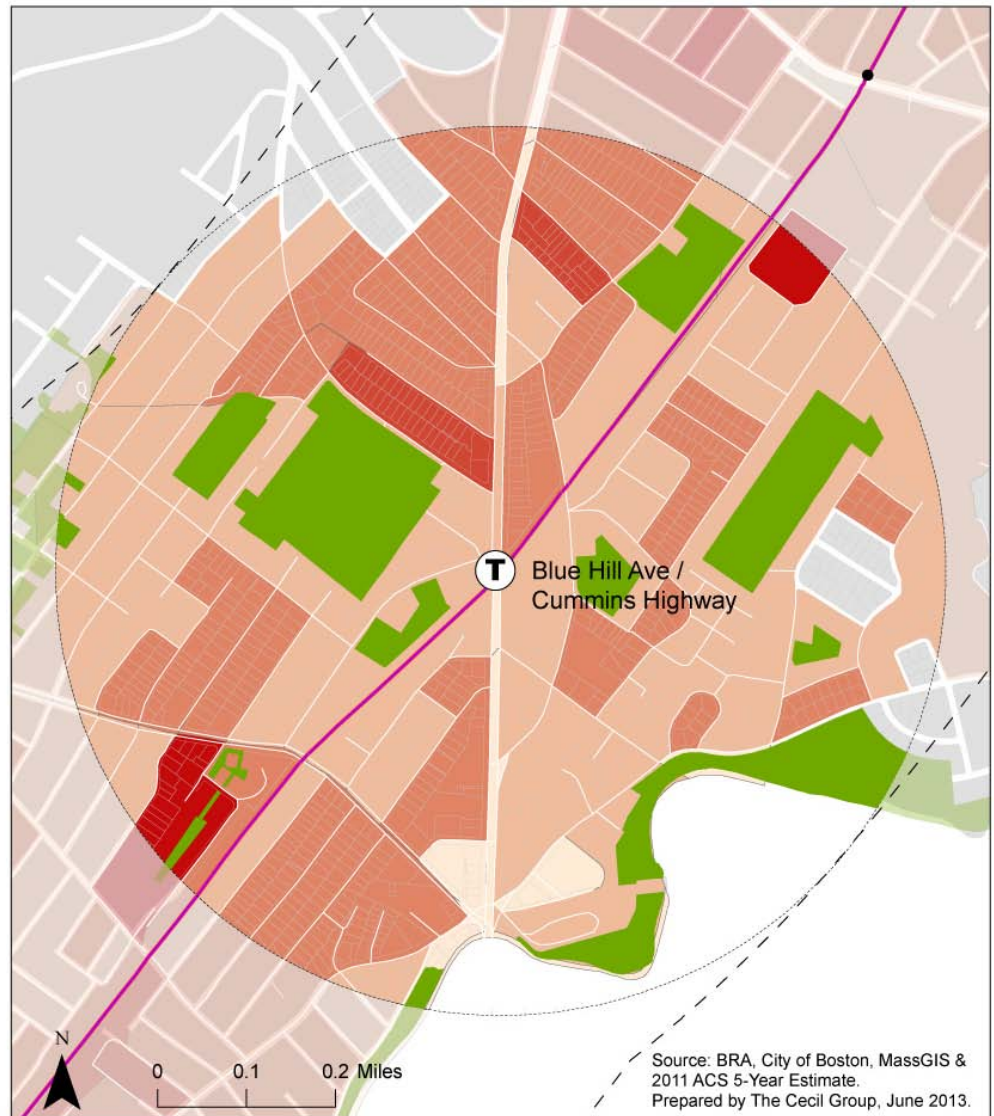 T
Blue Hill Ave /
Cummins Highway
N
0 0.1 0.2 Miles
Source: BRA, City of Boston, MassGIS &
2011 ACS 5-Year Estimate.
Prepared by The Cecil Group, June 2013.